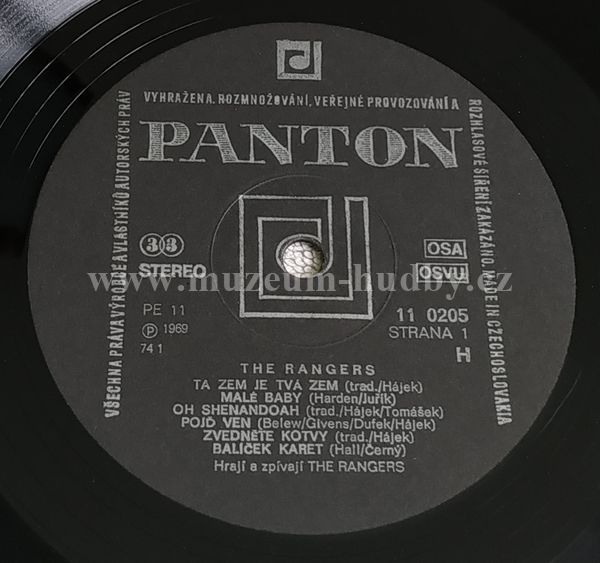 VYHRAŽENA. ROZMNOŽOVÁNÍ, VEŘEJNÉ PROVOZOVÁNÍ A
VŠECHNA PRÁVA VÝROBCE A VLASTNÍKŮ AUTORSKÝCH PRÁV
ROZHLASOVÉ ŠÍŘENÍ ZAKÁZÁNO. MADE IN CZECHOSLOVAKIA
PANTON
33
STEREO
OSA
OSVU
www.muzeum-hudby.cz
PE 11
11 0205
Ⓟ 1969
STRANA 1
74 1
H
THE RANGERS
TA ZEM JE TVÁ ZEM (trad./Hájek)
MALÉ BABY (Harden/Juřík)
OH SHENANDOAH (trad./Hájek/Tomášek)
POJĎ VEN (Belew/Givens/Dufek/Hájek)
ZVEDNĚTE KOTVY (trad./Hájek)
BALÍČEK KARET (Hall/Černý)
Hrají a zpívají THE RANGERS